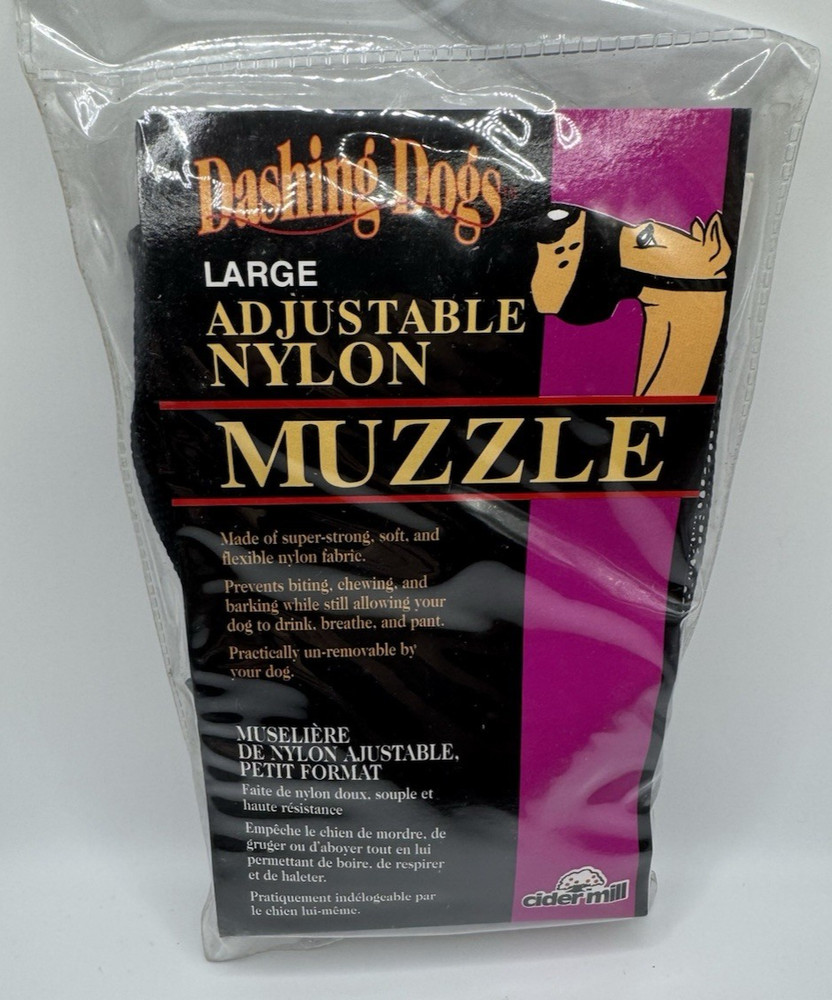 Dashing Dogs
LARGE
ADJUSTABLE
NYLON
MUZZLE
Made of super-strong, soft, and
flexible nylon fabric.
Prevents biting, chewing, and
barking while still allowing your
dog to drink, breathe, and pant.
Practically un-removable by
your dog.
MUSELIÈRE
DE NYLON AJUSTABLE,
PETIT FORMAT
Faite de nylon doux, souple et
haute résistance
Empêche le chien de mordre, de
gruger ou d'aboyer tout en lui
permettant de boire, de respirer
et de haleter.
Pratiquement indélogeable par
le chien lui-même.
cider mill